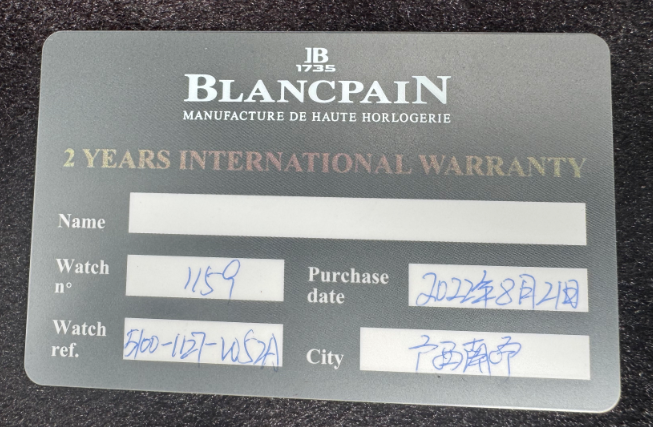 JB
1735
BLANCPAIN
MANUFACTURE DE HAUTE HORLOGERIE
2 YEARS INTERNATIONAL WARRANTY
Name
Watch n° 1159
Purchase date 2022年8月21日
Watch ref. 5100-1127-W52A
City 广西南宁